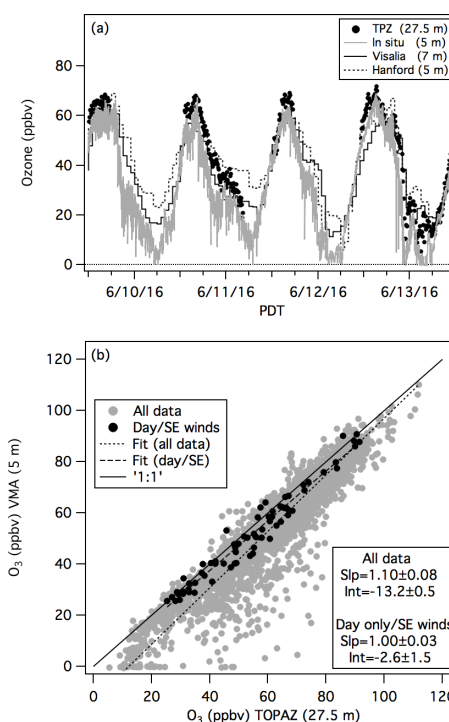 (a)
TPZ (27.5 m)
In situ (5 m)
Visalia (7 m)
Hanford (5 m)
80
60
40
20
0
Ozone (ppbv)
6/10/16 6/11/16 6/12/16 6/13/16
PDT
(b)
120
100
80
60
40
20
0
O3 (ppbv) VMA (5 m)
All data
Day/SE winds
Fit (all data)
Fit (day/SE)
'1:1'
All data
Slp=1.10±0.08
Int=-13.2±0.5
Day only/SE winds
Slp=1.00±0.03
Int=-2.6±1.5
0 20 40 60 80 100 120
O3 (ppbv) TOPAZ (27.5 m)